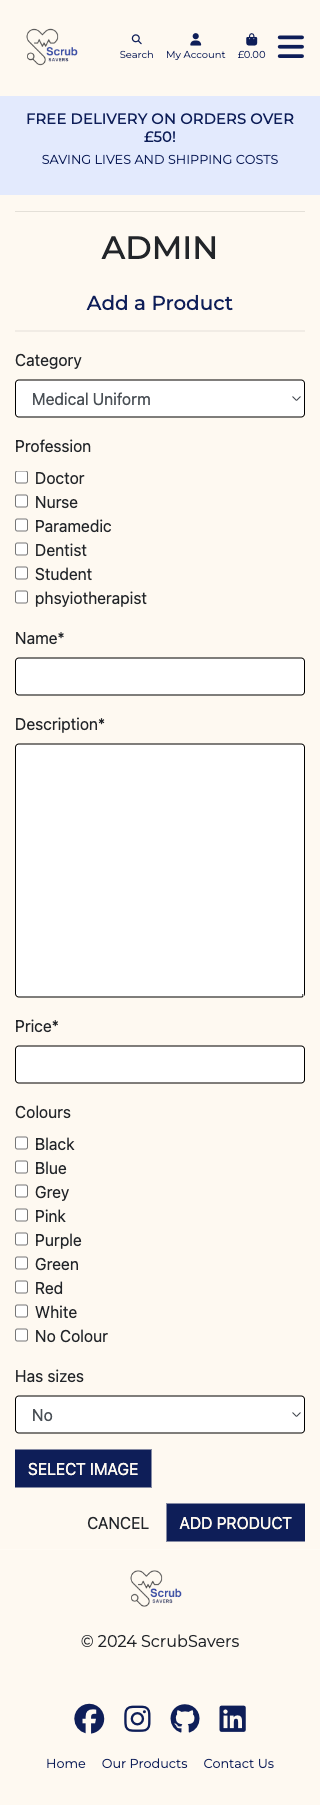 Scrub
SAVERS
Search
My Account
£0.00
FREE DELIVERY ON ORDERS OVER
£50!
SAVING LIVES AND SHIPPING COSTS
ADMIN
Add a Product
Category
Medical Uniform
Profession
Doctor
Nurse
Paramedic
Dentist
Student
phsyiotherapist
Name*
Description*
Price*
Colours
Black
Blue
Grey
Pink
Purple
Green
Red
White
No Colour
Has sizes
No
SELECT IMAGE
CANCEL ADD PRODUCT
Scrub
SAVERS
© 2024 ScrubSavers
Home Our Products Contact Us